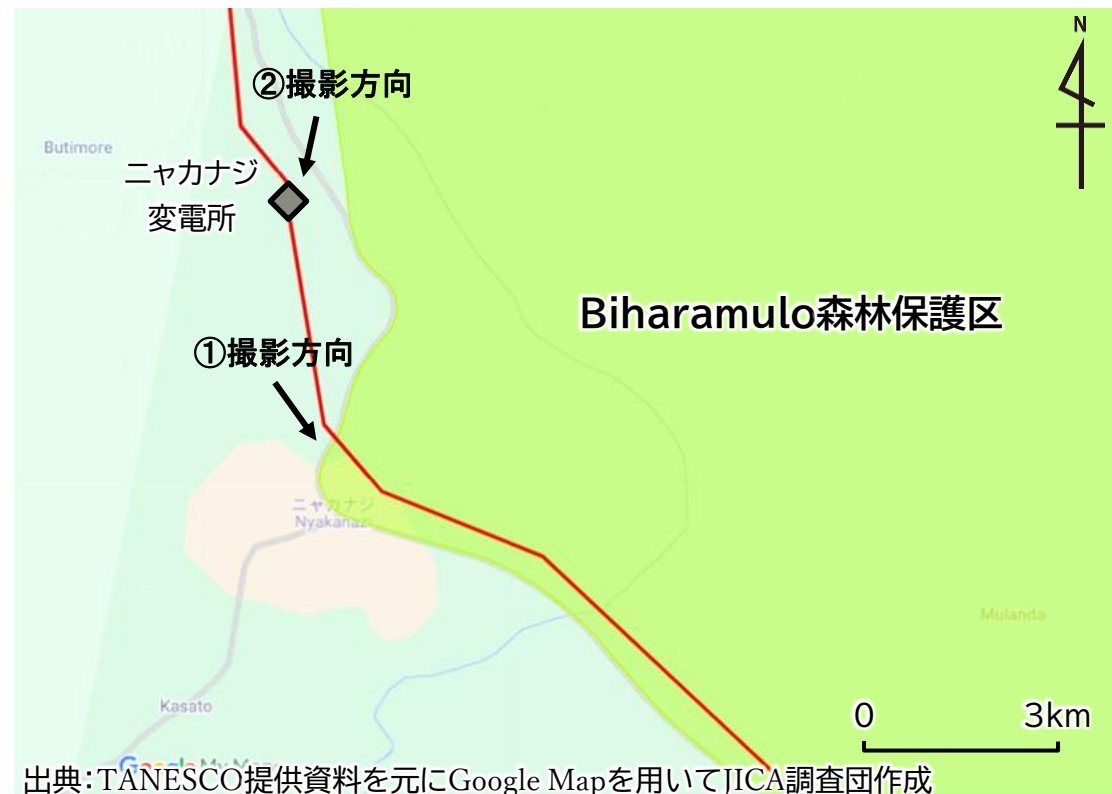 N
②撮影方向
Butimore
ニャカナジ
変電所
Biharamulo森林保護区
①撮影方向
ニャカナジ
Nyakanazi
Mulanda
Kasato
0 3km
Google My Maps
出典：TANESCO提供資料を元にGoogle Mapを用いてJICA調査団作成